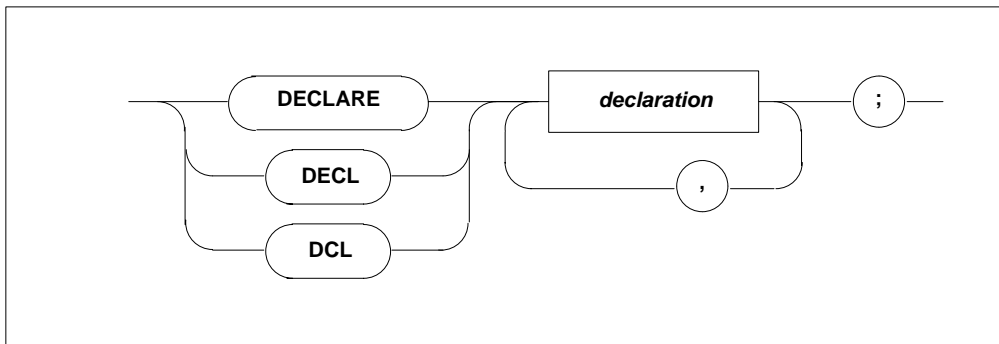 DECLARE
declaration
;
DECL
,
DCL